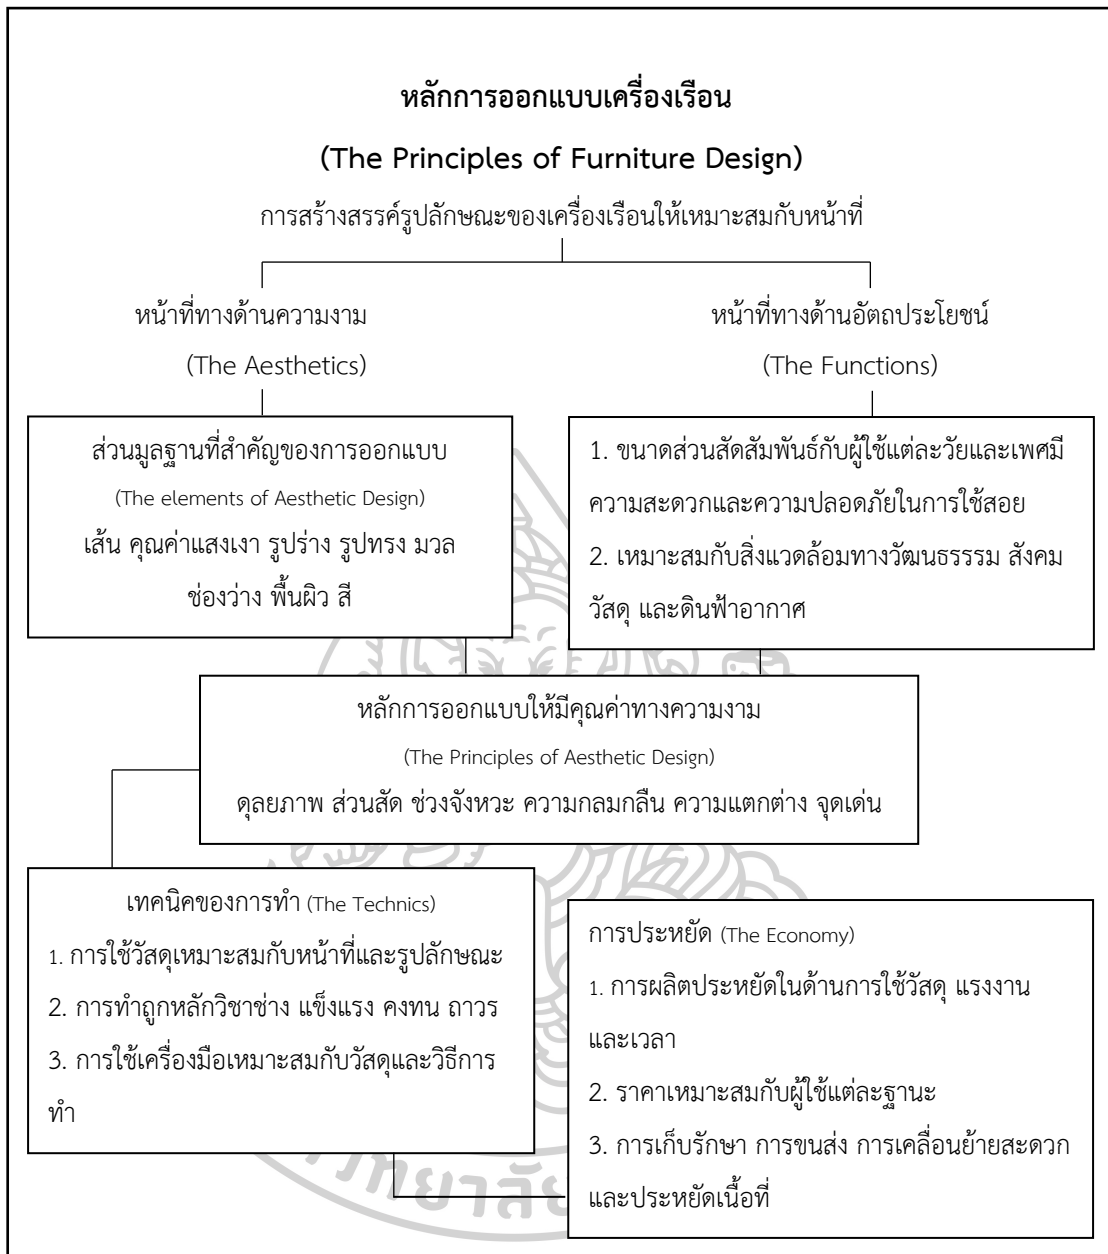 หลักการออกแบบเครื่องเรือน
(The Principles of Furniture Design)
การสร้างสรรค์รูปลักษณะของเครื่องเรือนให้เหมาะสมกับหน้าที่
หน้าที่ทางด้านความงาม
(The Aesthetics)
หน้าที่ทางด้านอัตถประโยชน์
(The Functions)
ส่วนมูลฐานที่สำคัญของการออกแบบ
(The elements of Aesthetic Design)
เส้น คุณค่าแสงเงา รูปร่าง รูปทรง มวล
ช่องว่าง พื้นผิว สี
1. ขนาดส่วนสัดสัมพันธ์กับผู้ใช้แต่ละวัยและเพศมี
ความสะดวกและความปลอดภัยในการใช้สอย
2. เหมาะสมกับสิ่งแวดล้อมทางวัฒนธรรรม สังคม
วัสดุ และดินฟ้าอากาศ
หลักการออกแบบให้มีคุณค่าทางความงาม
(The Principles of Aesthetic Design)
ดุลยภาพ ส่วนสัด ช่วงจังหวะ ความกลมกลืน ความแตกต่าง จุดเด่น
เทคนิคของการทำ (The Technics)
1. การใช้วัสดุเหมาะสมกับหน้าที่และรูปลักษณะ
2. การทำถูกหลักวิชาช่าง แข็งแรง คงทน ถาวร
3. การใช้เครื่องมือเหมาะสมกับวัสดุและวิธีการ
ทำ
การประหยัด (The Economy)
1. การผลิตประหยัดในด้านการใช้วัสดุ แรงงาน
และเวลา
2. ราคาเหมาะสมกับผู้ใช้แต่ละฐานะ
3. การเก็บรักษา การขนส่ง การเคลื่อนย้ายสะดวก
และประหยัดเนื้อที่